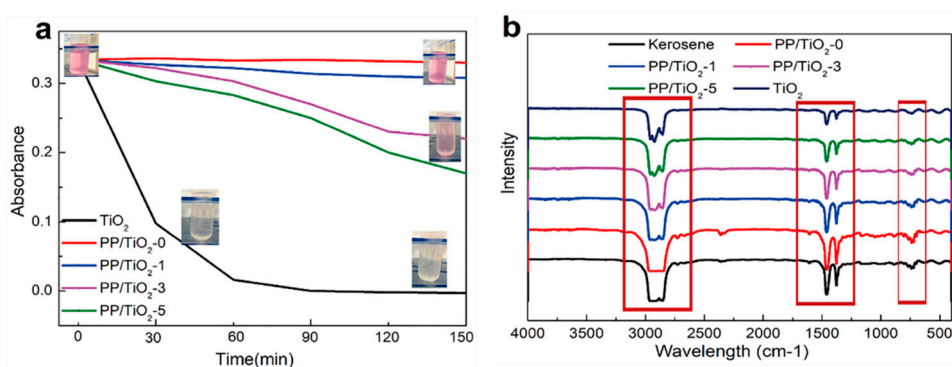 a
0.3
0.2
0.1
0.0
Absorbance
TiO2
PP/TiO2-0
PP/TiO2-1
PP/TiO2-3
PP/TiO2-5
0 30 60 90 120 150
Time(min)
b
Kerosene PP/TiO2-0
PP/TiO2-1 PP/TiO2-3
PP/TiO2-5 TiO2
Intensity
4000 3500 3000 2500 2000 1500 1000 500
Wavelength (cm-1)